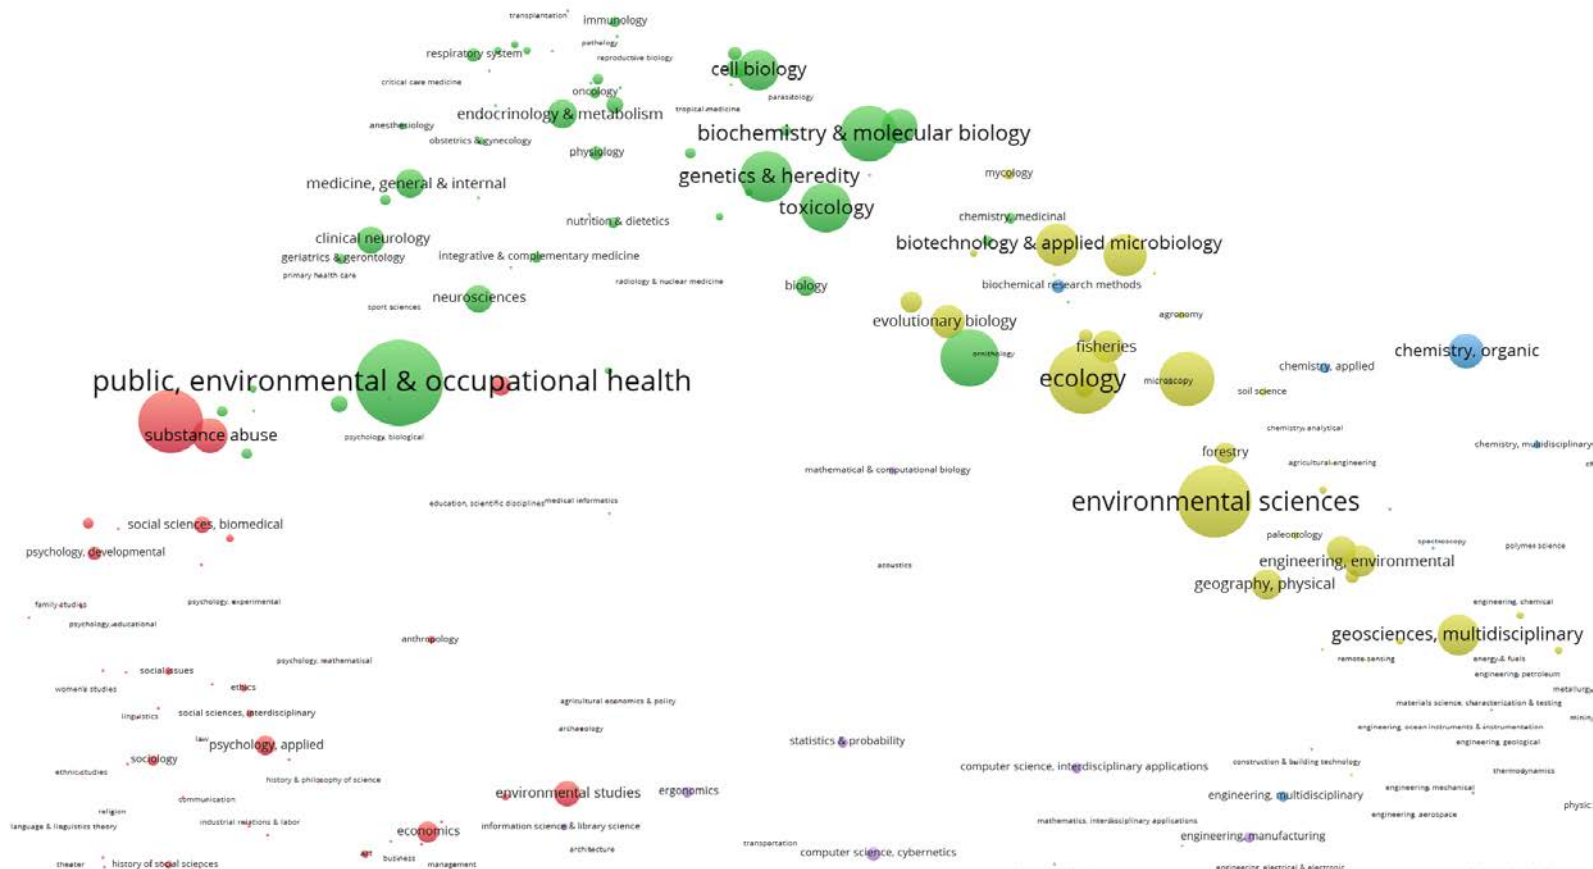 transplantation
immunology
pathology
respiratory system
reproductive biology
cell biology
critical care medicine
oncology
parasitology
endocrinology & metabolism
tropical medicine
anesthesiology
biochemistry & molecular biology
obstetrics & gynecology
physiology
mycology
genetics & heredity
medicine, general & internal
toxicology
chemistry, medicinal
nutrition & dietetics
clinical neurology
biotechnology & applied microbiology
geriatrics & gerontology
integrative & complementary medicine
primary health care
radiology & nuclear medicine
biology
biochemical research methods
neurosciences
sport sciences
agronomy
evolutionary biology
fisheries
chemistry, organic
ornithology
chemistry, applied
public, environmental & occupational health
ecology
microscopy
soil science
substance abuse
psychology, biological
chemistry, analytical
chemistry, multidisciplinary
forestry
mathematical & computational biology
agricultural engineering
education, scientific disciplines
medical informatics
environmental sciences
social sciences, biomedical
paleontology
spectroscopy
polymer science
psychology, developmental
engineering, environmental
acoustics
geography, physical
family studies
psychology, experimental
engineering, chemical
psychology, educational
anthropology
geosciences, multidisciplinary
psychology, mathematical
remote sensing
energy & fuels
social issues
engineering, petroleum
women's studies
ethics
metallurgy
agricultural economics & policy
materials science, characterization & testing
linguistics
social sciences, interdisciplinary
mining
archaeology
engineering, ocean
instruments & instrumentation
law
psychology, applied
statistics & probability
engineering, geological
sociology
computer science, interdisciplinary applications
construction & building technology
ethnic studies
history & philosophy of science
thermodynamics
engineering, mechanical
environmental studies
ergonomics
engineering, multidisciplinary
communication
physic
religion
engineering, aerospace
language & linguistics theory
industrial relations & labor
economics
information science & library science
mathematics, interdisciplinary applications
engineering, manufacturing
transportation
architecture
computer science, cybernetics
art
business
theater
history of social sciences
management
engineering, electrical & electronic